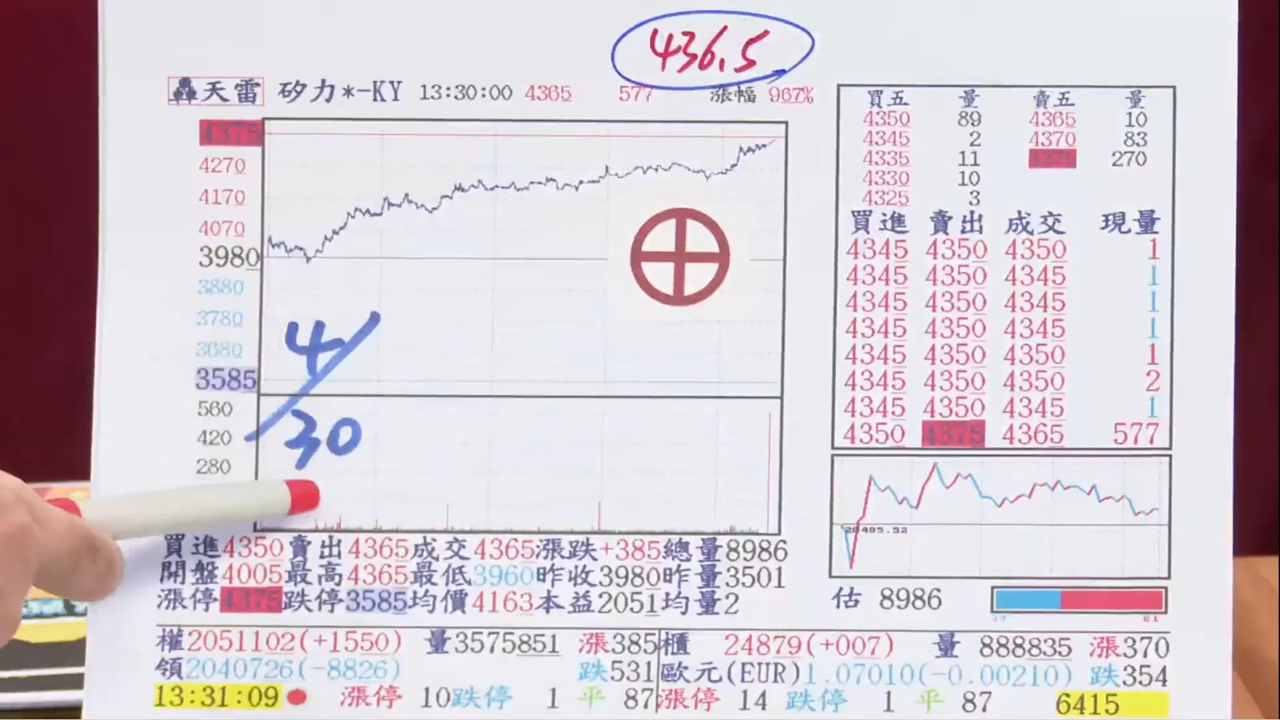 436.5
轟天雷 矽力*-KY 13:30:00 4365 577 漲幅 967%
4375
4270
4170
4070
3980
3880
3780
3680
3585
560
420
280
4/30
買五 量 賣五 量
4350 89 4365 10
4345 2 4370 83
4335 11 4375 270
4330 10
4325 3
買進 賣出 成交 現量
4345 4350 4350 1
4345 4350 4345 1
4345 4350 4345 1
4345 4350 4345 1
4345 4350 4350 1
4345 4350 4350 2
4345 4350 4345 1
4350 4375 4365 577
20495.52
買進4350賣出4365成交4365漲跌+385總量8986
開盤4005最高4365最低3960昨收3980昨量3501
漲停4375跌停3585均價4163本益2051均量2
估 8986
權2051102(+1550) 量3575851 漲385 櫃 24879(+007) 量 888835 漲370
領2040726(-8826) 跌531 歐元(EUR)1.07010(-0.00210) 跌354
13:31:09 漲停 10跌停 1 平 87 漲停 14 跌停 1 平 87 6415